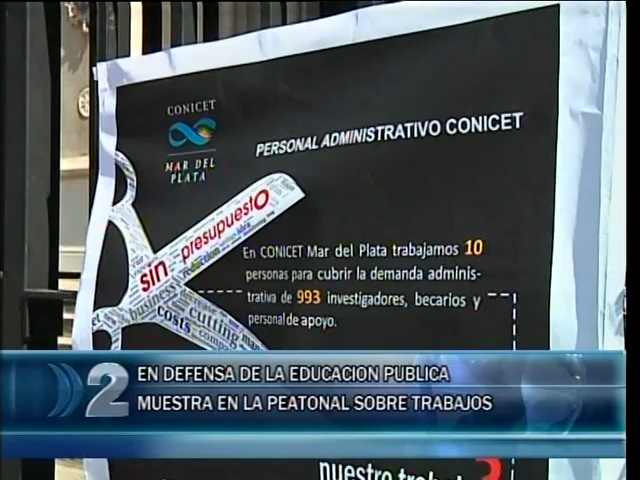 CONICET
MAR DEL
PLATA
PERSONAL ADMINISTRATIVO CONICET
sin presupuesto
business
costs
cutting
En CONICET Mar del Plata trabajamos 10
personas para cubrir la demanda adminis-
trativa de 993 investigadores, becarios y
personal de apoyo.
2
EN DEFENSA DE LA EDUCACION PUBLICA
MUESTRA EN LA PEATONAL SOBRE TRABAJOS
nuestro